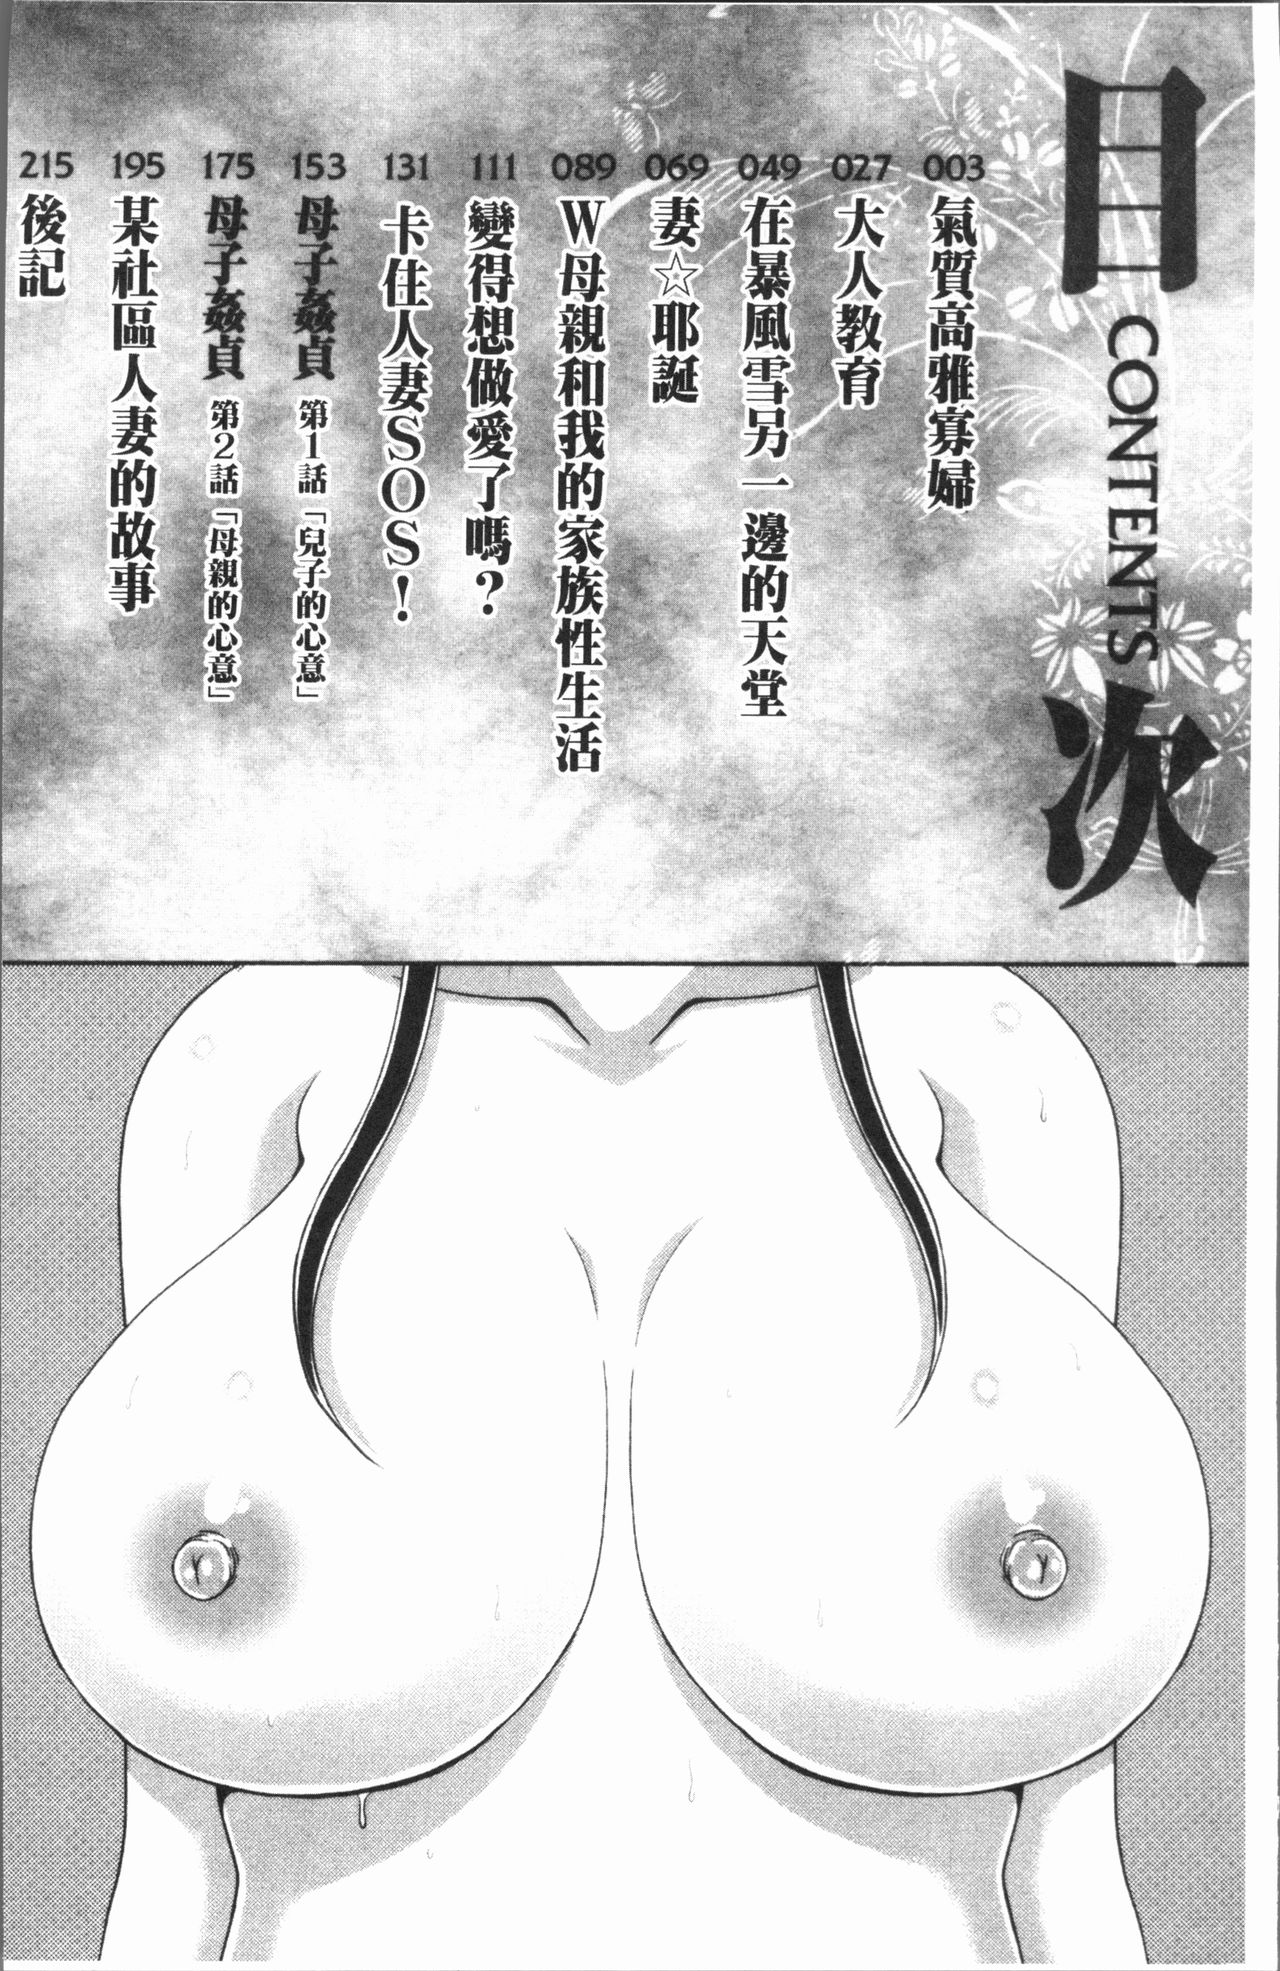 目次
CONTENTS
003 氣質高雅寡婦
027 大人教育
049 在暴風雪另一邊的天堂
069 妻☆耶誕
089 W母親和我的家族性生活
111 變得想做愛了嗎?
131 卡住人妻SOS!
153 母子姦貞 第1話「兒子的心意」
175 母子姦貞 第2話「母親的心意」
195 某社區人妻的故事
215 後記